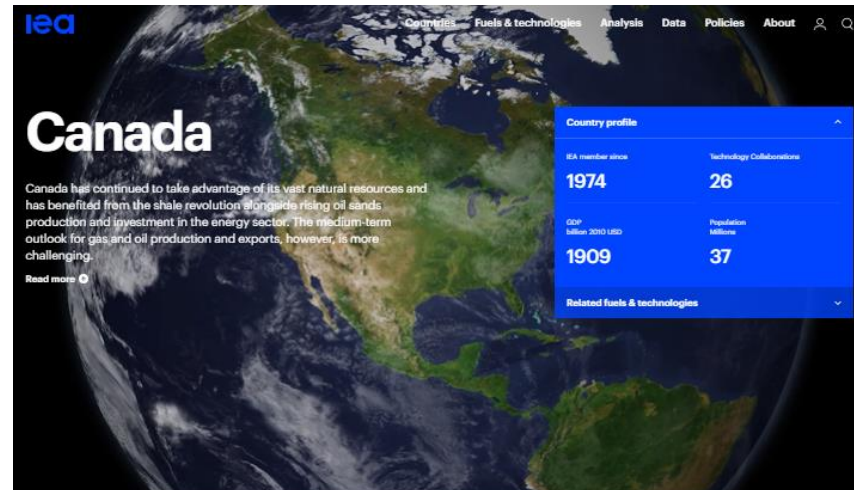 iea
Countries Fuels & technologies Analysis Data Policies About
Canada
Canada has continued to take advantage of its vast natural resources and
has benefited from the shale revolution alongside rising oil sands
production and investment in the energy sector. The medium-term
outlook for gas and oil production and exports, however, is more
challenging.
Read more
Country profile
IEA member since
1974
Technology Collaborations
26
GDP
billion 2010 USD
1909
Population
Millions
37
Related fuels & technologies